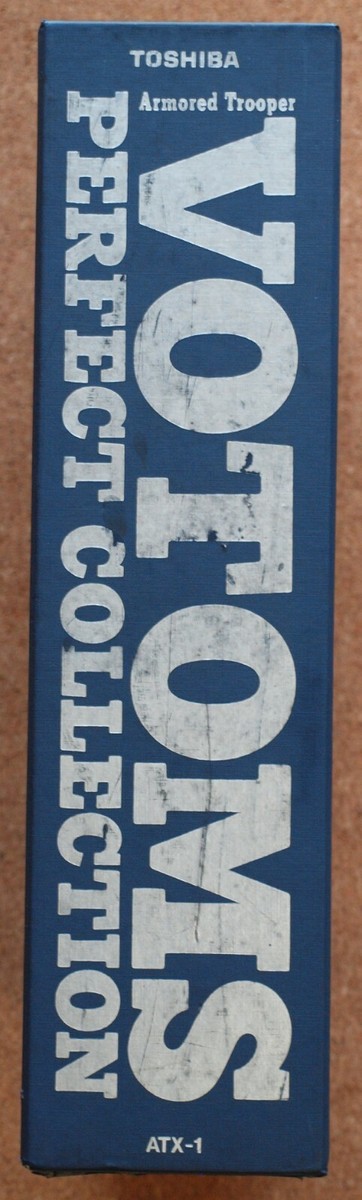 TOSHIBA
Armored Trooper
VOTOMS
PERFECT COLLECTION
ATX-1